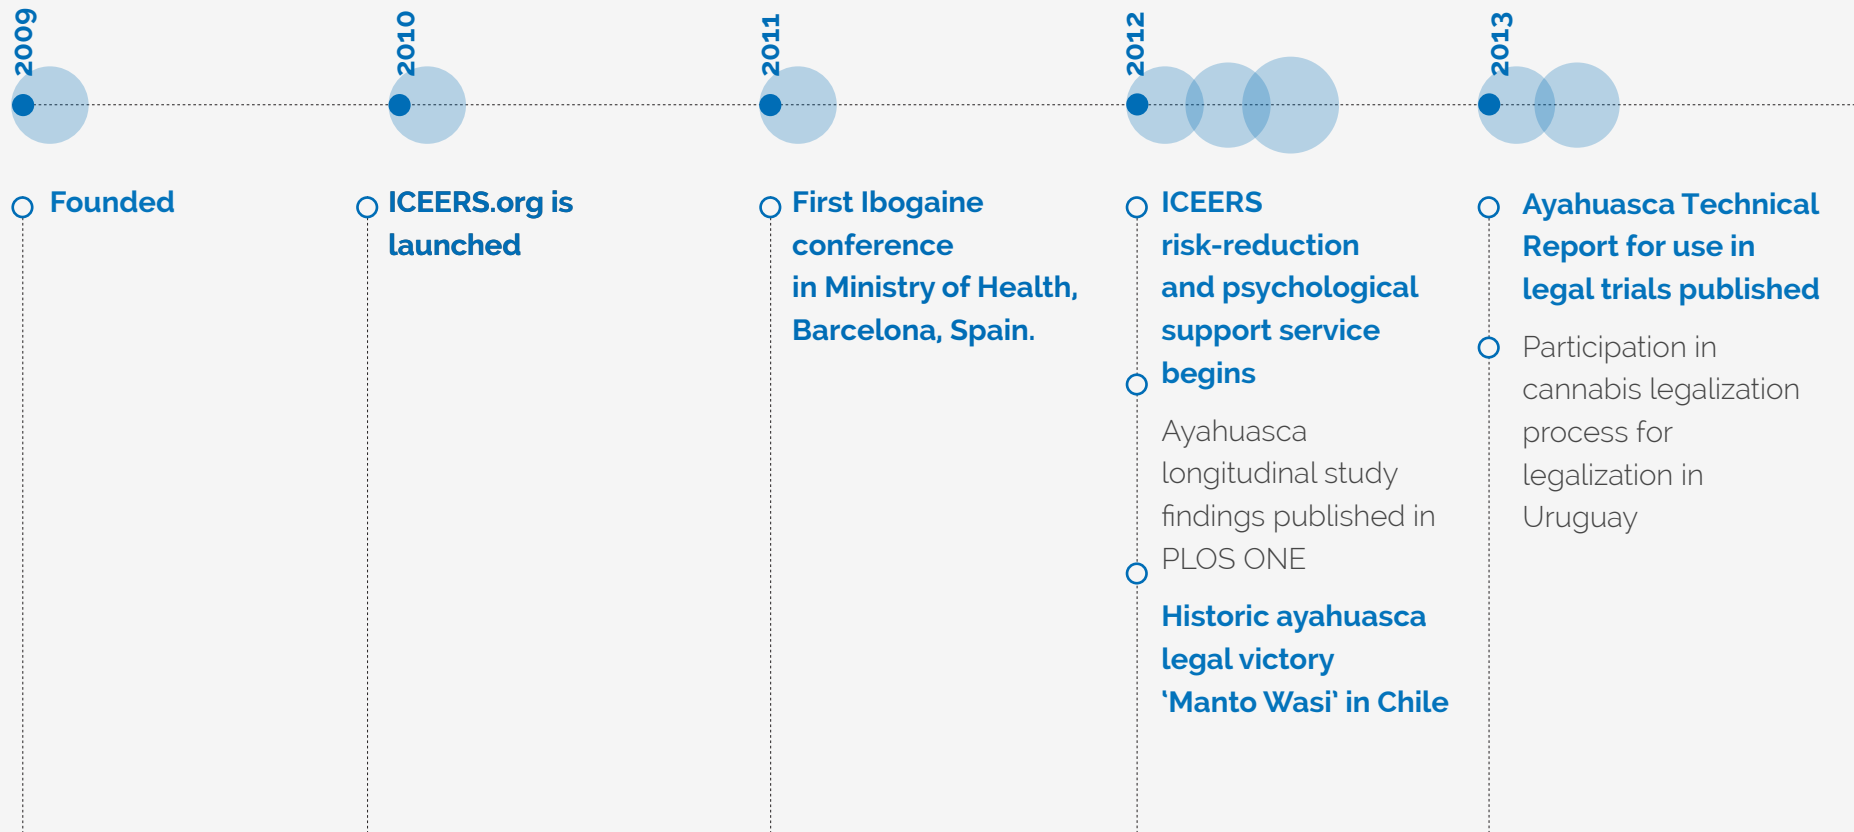 2009
2010
2011
2012
2013
Founded
ICEERS.org is
launched
First Ibogaine
conference
in Ministry of Health,
Barcelona, Spain.
ICEERS
risk-reduction
and psychological
support service
begins
Ayahuasca
longitudinal study
findings published in
PLOS ONE
Historic ayahuasca
legal victory
‘Manto Wasi‘ in Chile
Ayahuasca Technical
Report for use in
legal trials published
Participation in
cannabis legalization
process for
legalization in
Uruguay